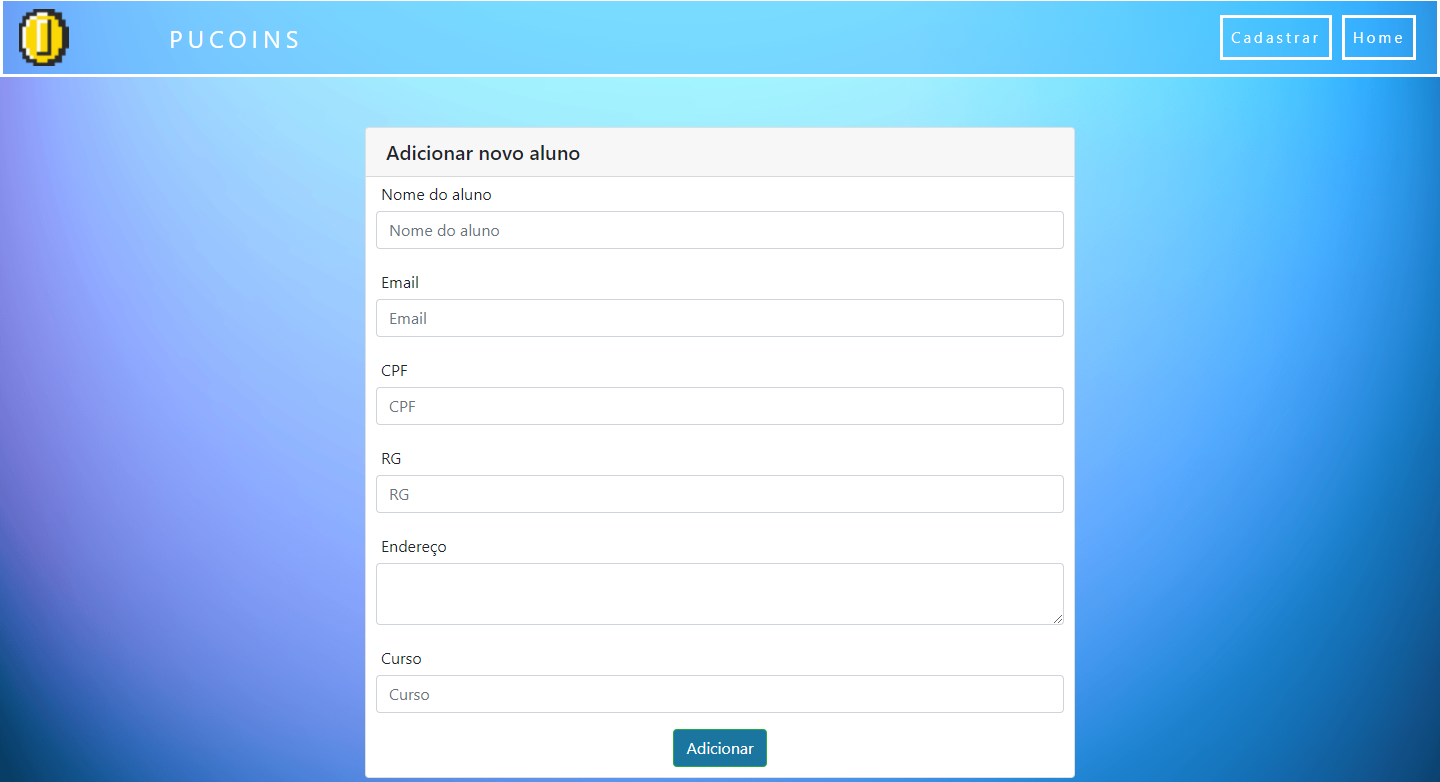 PUCOINS
Cadastrar
Home
Adicionar novo aluno
Nome do aluno
Nome do aluno
Email
Email
CPF
CPF
RG
RG
Endereço
Curso
Curso
Adicionar